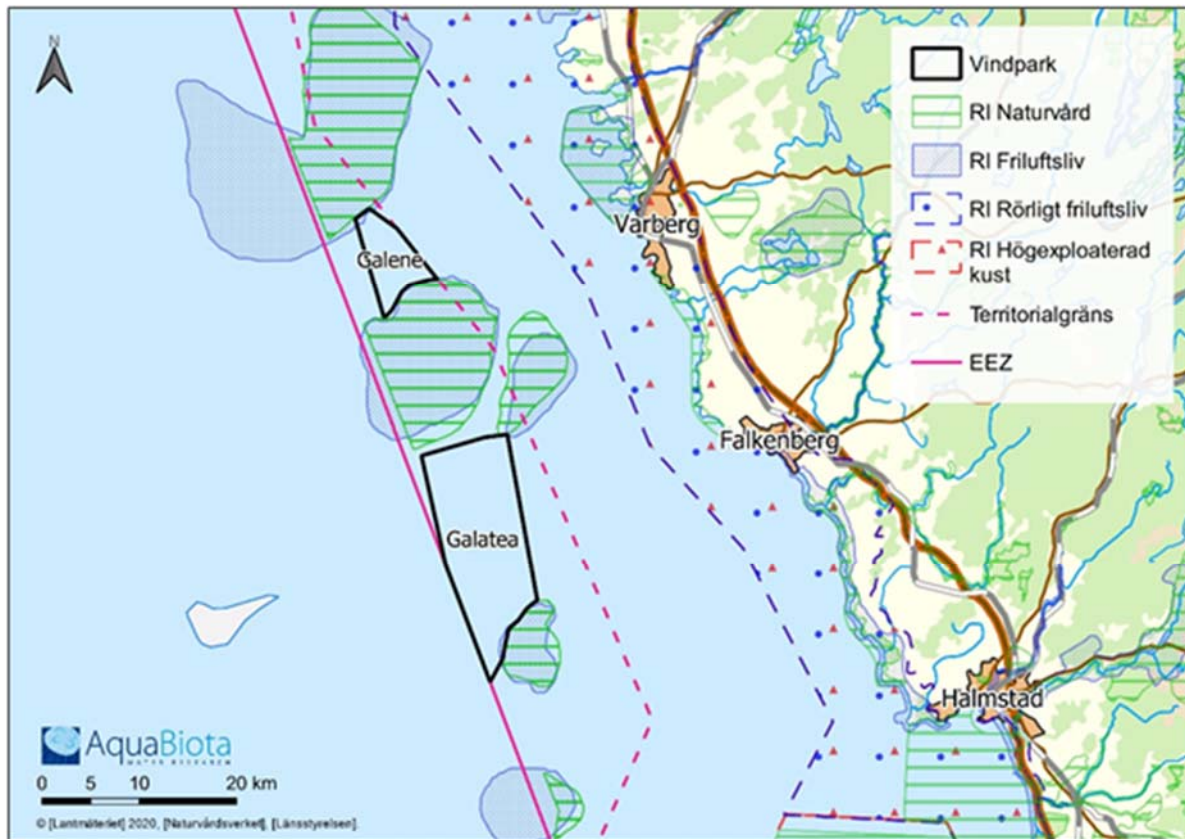 N
Vindpark
RI Naturvård
RI Friluftsliv
RI Rörligt friluftsliv
RI Högexploaterad
kust
Territorialgräns
EEZ
Varberg
Galene
Falkenberg
Galatea
Halmstad
AquaBiota
WATER RESEARCH
0 5 10 20 km
© [Lantmäteriet] 2020, [Naturvårdsverket], [Länsstyrelsen].